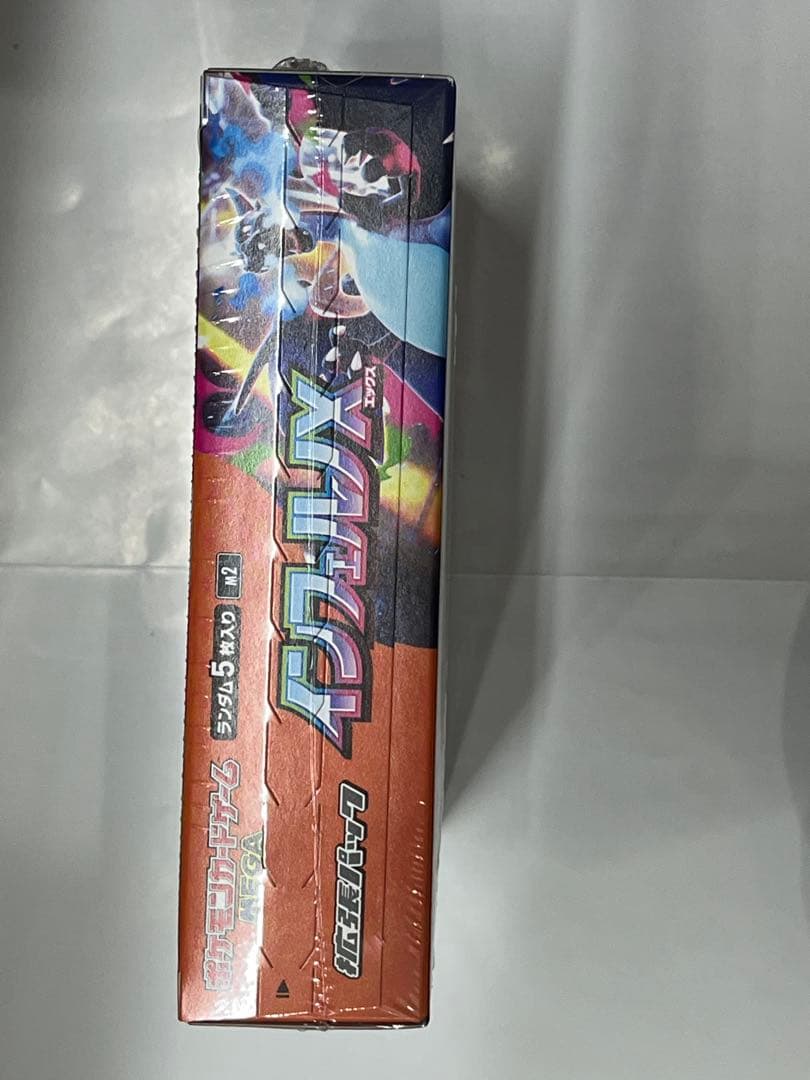 ポケモンカードゲーム
MEGA
ランダム5枚入り
M2
拡張パック
インフェルノX
エックス